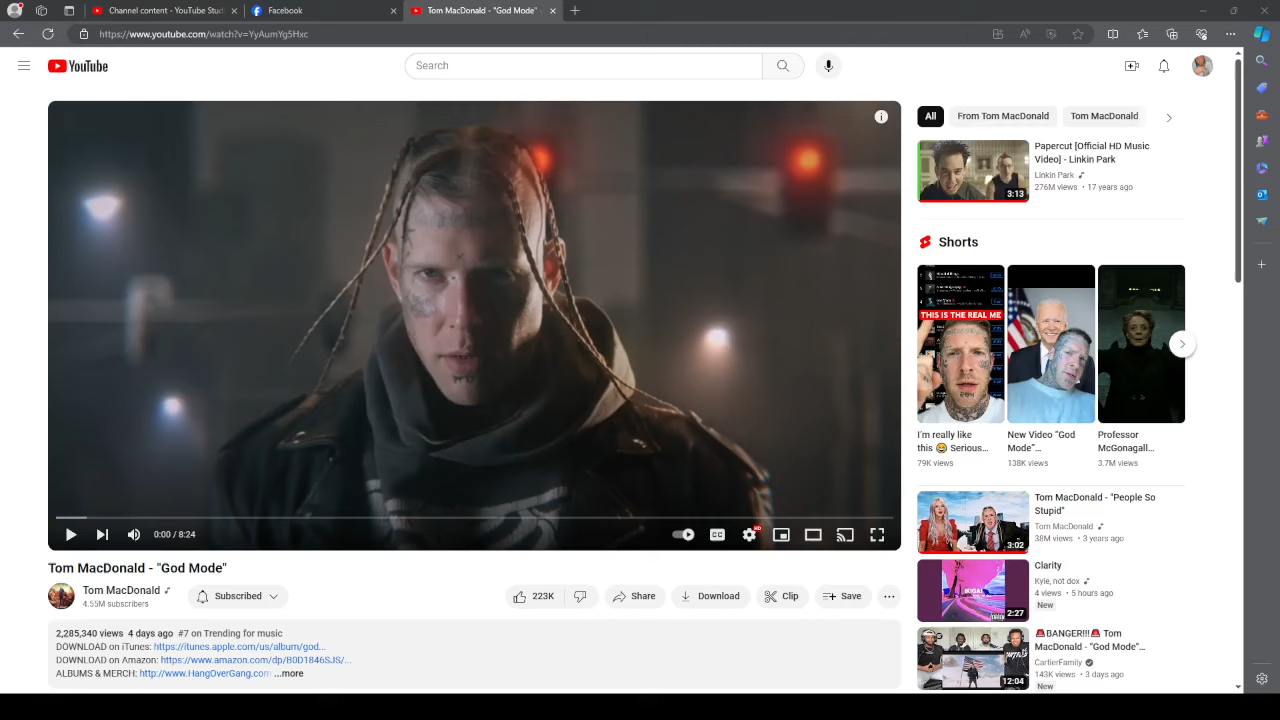 Channel content - YouTube Stud
Facebook
Tom MacDonald - "God Mode"
https://www.youtube.com/watch?v=YyAumYg5Hxc
YouTube
Search
0:00 / 8:24
CC
HD
Tom MacDonald - "God Mode"
Tom MacDonald
4.55M subscribers
Subscribed
223K
Share
Download
Clip
Save
2,285,340 views 4 days ago #7 on Trending for music
DOWNLOAD on iTunes: https://itunes.apple.com/us/album/god...
DOWNLOAD on Amazon: https://www.amazon.com/dp/B0D1846SJS/...
ALBUMS & MERCH: http://www.HangOverGang.com ...more
All
From Tom MacDonald
Tom MacDonald
3:13
Papercut [Official HD Music
Video] - Linkin Park
Linkin Park
276M views • 17 years ago
Shorts
THIS IS THE REAL ME
I'm really like
this 😂 Serious...
79K views
New Video "God
Mode"...
138K views
Professor
McGonagall...
3.7M views
3:02
Tom MacDonald - "People So
Stupid"
Tom MacDonald
38M views • 3 years ago
2:27
Clarity
Kyle, not dox
4 views • 5 hours ago
New
12:04
🚨BANGER!!!🚨 Tom
MacDonald - "God Mode"...
CartierFamily
143K views • 3 days ago
New